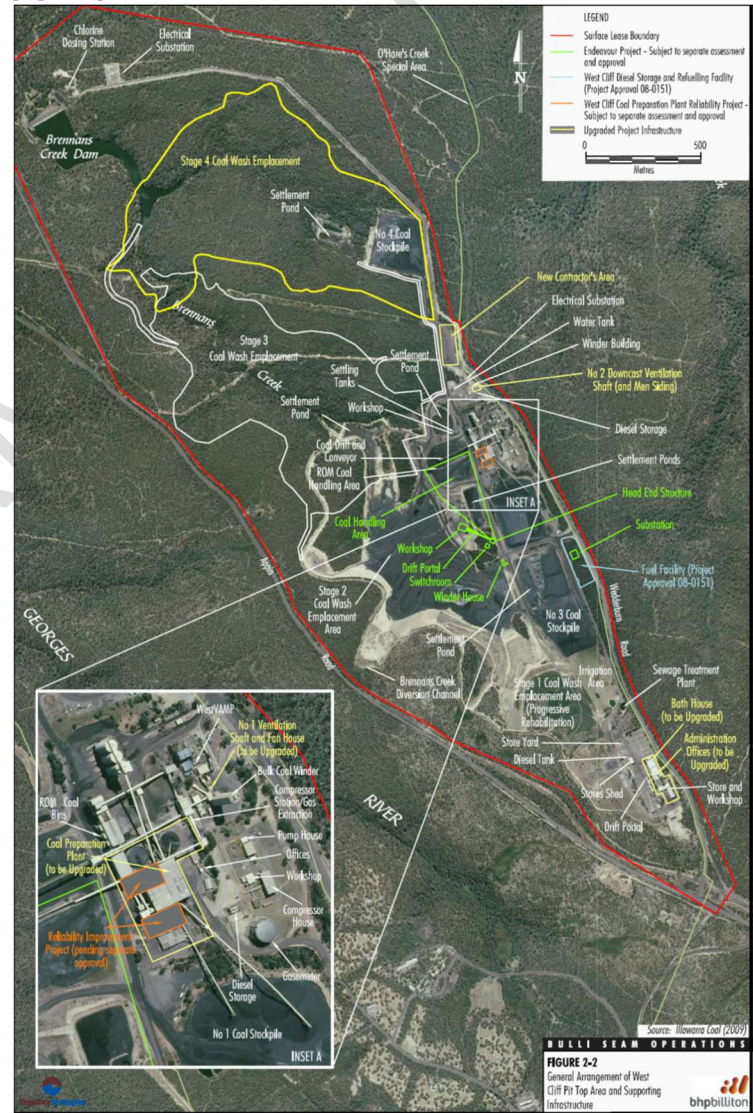 LEGEND
Surface Lease Boundary
Endeavour Project - Subject to separate assessment
and approval
West Cliff Diesel Storage and Refuelling Facility
(Project Approval 08-0151)
West Cliff Coal Preparation Plant Reliability Project -
Subject to separate assessment and approval
Upgraded Project Infrastructure
0
500
Metres
N
Chlorine
Dosing Station
Electrical
Substation
O'Hare's Creek
Special Area
Brennans
Creek Dam
Stage 4 Coal Wash Emplacement
Settlement
Pond
No 4 Coal
Stockpile
New Contractor's Area
Electrical Substation
Water Tank
Winder Building
No 2 Downcast Ventilation
Shaft (and Men Siding)
Brennans
Creek
Stage 3
Coal Wash Emplacement
Settlement
Pond
Settling
Tanks
Settlement
Pond
Workshop
Diesel Storage
Coal Drift and
Conveyor
ROM Coal
Handling Area
Settlement Ponds
INSET A
Head End Structure
Coal Handling
Area
Substation
Workshop
Drift Portal
Switchroom
Winder House
Fuel Facility (Project
Approval 08-0151)
Appin
Road
Wedderburn
Road
Stage 2
Coal Wash
Emplacement
Area
No 3 Coal
Stockpile
GEORGES
RIVER
Settlement
Pond
Brennans Creek
Diversion Channel
Irrigation
Area
Stage 1 Coal Wash
Emplacement Area
(Progressive
Rehabilitation)
Sewage Treatment
Plant
Bath House
(to be Upgraded)
Administration
Offices (to be
Upgraded)
Store Yard
Diesel Tank
Stores Shed
Store and
Workshop
Drift Portal
WestVAMP
No 1 Ventilation
Shaft and Fan House
(to be Upgraded)
Bulk Coal Winder
Compressor
Station/Gas
Extraction
ROM Coal
Bins
Pump House
Coal Preparation
Plant
(to be Upgraded)
Offices
Workshop
Compressor
House
Reliability Improvement
Project (pending separate
approval)
Diesel
Storage
Gasometer
No 1 Coal Stockpile
INSET A
Source: Illawarra Coal (2009)
BULLI SEAM OPERATIONS
FIGURE 2-2
General Arrangement of West
Cliff Pit Top Area and Supporting
Infrastructure
bhpbilliton